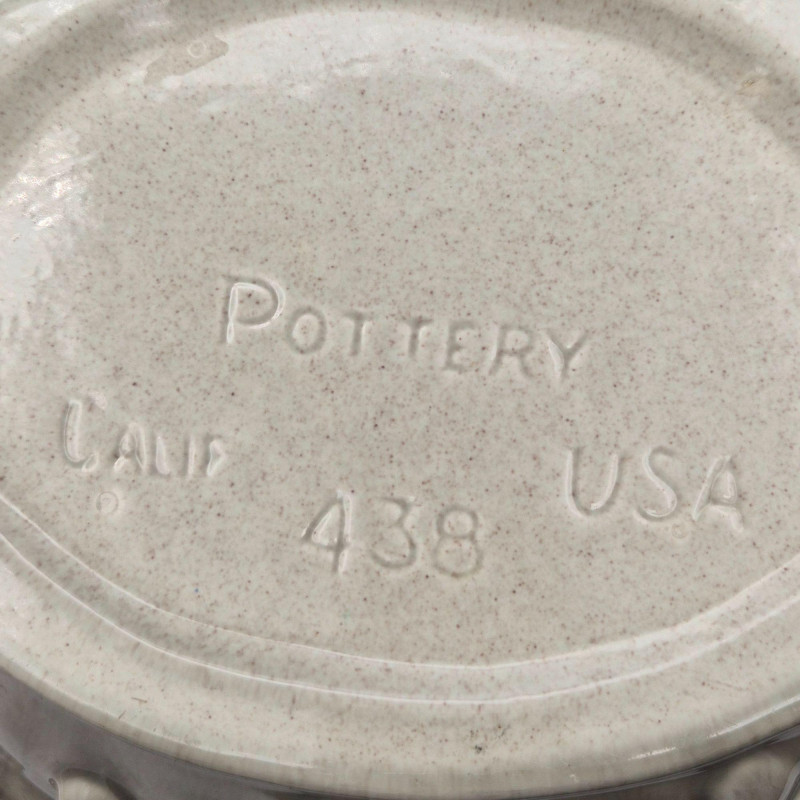 POTTERY
CALIF USA
438